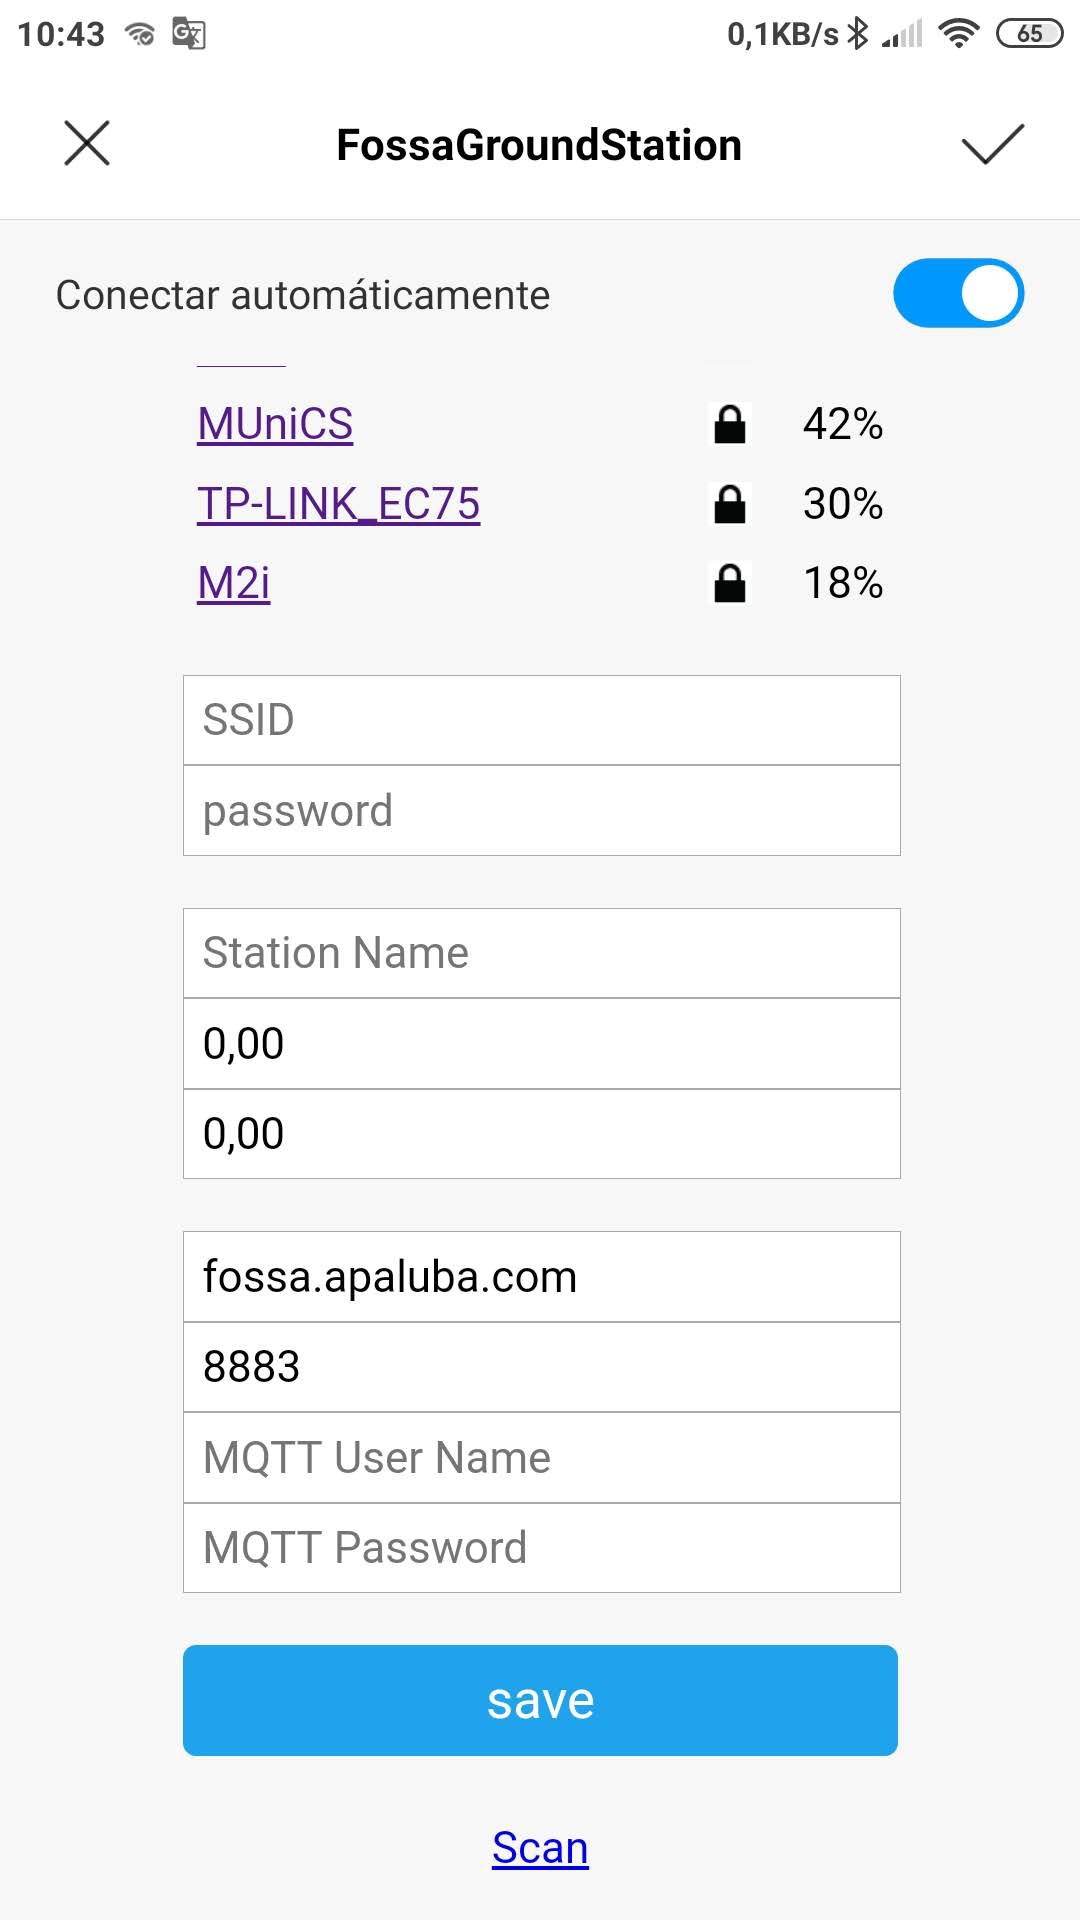 10:43 0,1KB/s 65
FossaGroundStation
Conectar automáticamente
MUniCS 42%
TP-LINK_EC75 30%
M2i 18%
SSID
password
Station Name
0,00
0,00
fossa.apaluba.com
8883
MQTT User Name
MQTT Password
save
Scan